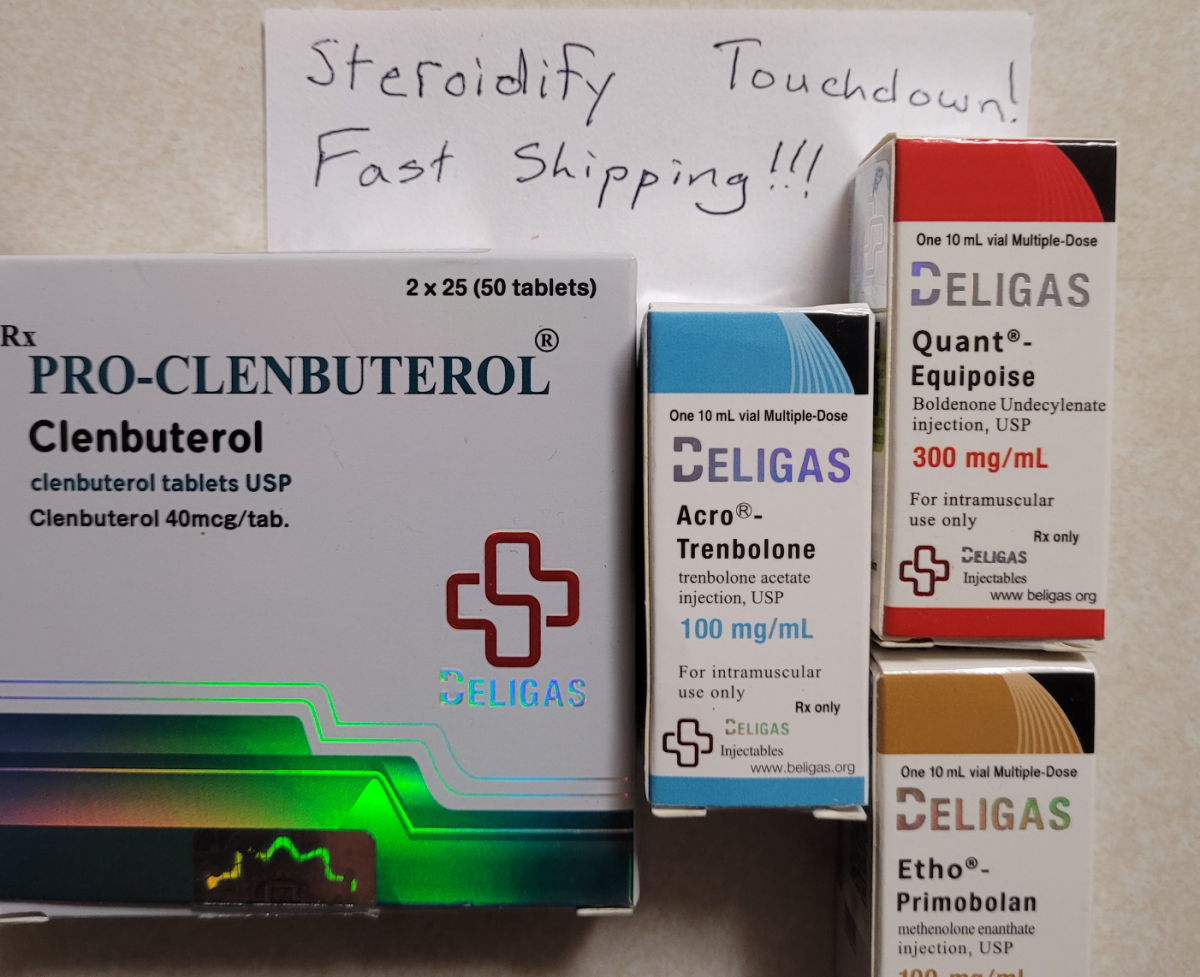 Steroidify Touchdown!
Fast Shipping!!!
2 x 25 (50 tablets)
Rx
PRO-CLENBUTEROL®
Clenbuterol
clenbuterol tablets USP
Clenbuterol 40mcg/tab.
BELIGAS
One 10 mL vial Multiple-Dose
BELIGAS
Acro®-
Trenbolone
trenbolone acetate
injection, USP
100 mg/mL
For intramuscular
use only
Rx only
BELIGAS
Injectables
www.beligas.org
One 10 mL vial Multiple-Dose
BELIGAS
Quant®-
Equipoise
Boldenone Undecylenate
injection, USP
300 mg/mL
For intramuscular
use only
Rx only
BELIGAS
Injectables
www beligas org
One 10 mL vial Multiple-Dose
BELIGAS
Etho®-
Primobolan
methenolone enanthate
injection, USP
100 mg/mL